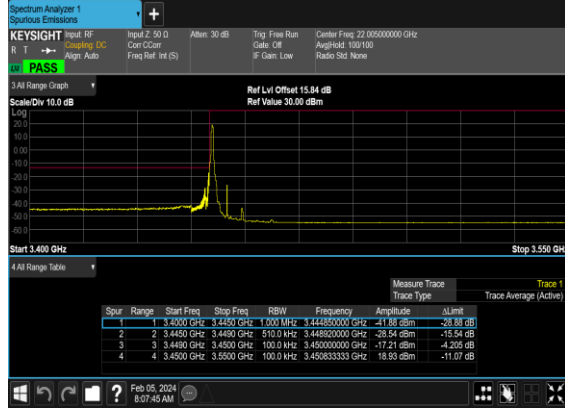 Spectrum Analyzer 1
Spurious Emissions
+
KEYSIGHT Input: RF Input Z: 50 Ω Atten: 30 dB Trig: Free Run Center Freq: 22.005000000 GHz
R T Coupling: DC Corr CCorr Gate: Off Avg|Hold: 100/100
Align: Auto Freq Ref: Int (S) IF Gain: Low Radio Std: None
PASS
3 All Range Graph
Ref Lvl Offset 15.84 dB
Scale/Div 10.0 dB Ref Value 30.00 dBm
Log
20.0
10.0
0.00
-10.0
-20.0
-30.0
-40.0
-50.0
-60.0
Start 3.400 GHz Stop 3.550 GH
4 All Range Table
Measure Trace Trace 1
Trace Type Trace Average (Active)
Spur Range Start Freq Stop Freq RBW Frequency Amplitude ΔLimit
1 1 3.4000 GHz 3.4450 GHz 1.000 MHz 3.444850000 GHz -41.88 dBm -28.88 dB
2 2 3.4450 GHz 3.4490 GHz 510.0 kHz 3.448920000 GHz -28.54 dBm -15.54 dB
3 3 3.4490 GHz 3.4500 GHz 100.0 kHz 3.450000000 GHz -17.21 dBm -4.205 dB
4 4 3.4500 GHz 3.5500 GHz 100.0 kHz 3.450833333 GHz 18.93 dBm -11.07 dB
? Feb 05, 2024
8:07:45 AM